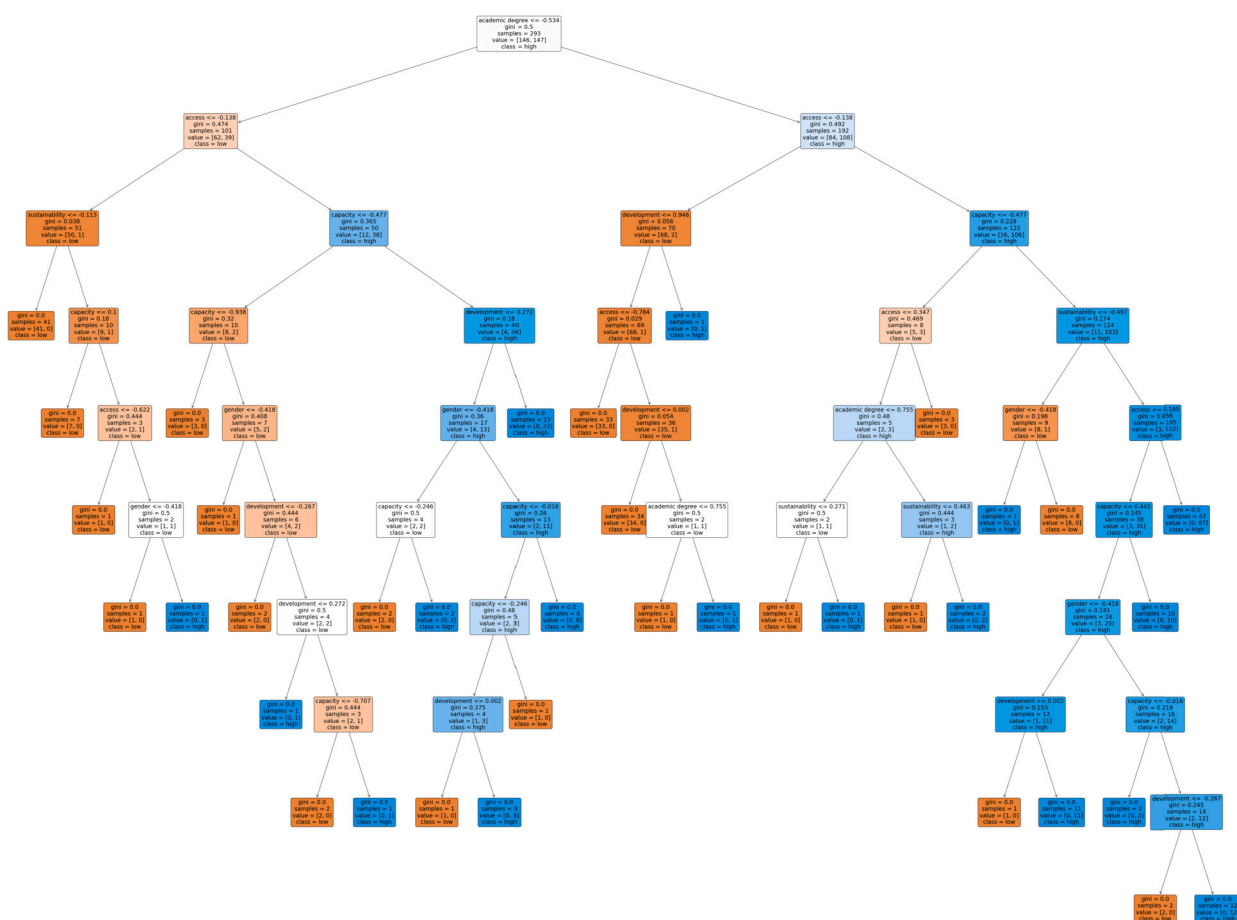 academic degree <= -0.534
gini = 0.5
samples = 293
value = [146, 147]
class = high
access <= -0.138
gini = 0.474
samples = 101
value = [62, 39]
class = low
access <= -0.138
gini = 0.492
samples = 192
value = [84, 108]
class = high
sustainability <= -0.113
gini = 0.038
samples = 51
value = [50, 1]
class = low
capacity <= -0.477
gini = 0.365
samples = 50
value = [12, 38]
class = high
development <= 0.946
gini = 0.056
samples = 70
value = [68, 2]
class = low
capacity <= -0.477
gini = 0.228
samples = 122
value = [16, 106]
class = high
gini = 0.0
samples = 41
value = [41, 0]
class = low
capacity <= 0.1
gini = 0.18
samples = 10
value = [9, 1]
class = low
capacity <= -0.938
gini = 0.32
samples = 10
value = [8, 2]
class = low
development <= 0.272
gini = 0.18
samples = 40
value = [4, 36]
class = high
access <= -0.784
gini = 0.029
samples = 69
value = [68, 1]
class = low
gini = 0.0
samples = 1
value = [0, 1]
class = high
access <= 0.347
gini = 0.469
samples = 8
value = [5, 3]
class = low
sustainability <= -0.497
gini = 0.174
samples = 114
value = [11, 103]
class = high
gini = 0.0
samples = 7
value = [7, 0]
class = low
access <= -0.622
gini = 0.444
samples = 3
value = [2, 1]
class = low
gini = 0.0
samples = 3
value = [3, 0]
class = low
gender <= -0.418
gini = 0.408
samples = 7
value = [5, 2]
class = low
gender <= -0.418
gini = 0.36
samples = 17
value = [4, 13]
class = high
gini = 0.0
samples = 23
value = [0, 23]
class = high
gini = 0.0
samples = 33
value = [33, 0]
class = low
development <= 0.002
gini = 0.054
samples = 36
value = [35, 1]
class = low
academic degree <= 0.755
gini = 0.48
samples = 5
value = [2, 3]
class = high
gini = 0.0
samples = 3
value = [3, 0]
class = low
gender <= -0.418
gini = 0.198
samples = 9
value = [8, 1]
class = low
access <= 0.185
gini = 0.056
samples = 105
value = [3, 102]
class = high
gini = 0.0
samples = 1
value = [1, 0]
class = low
gender <= -0.418
gini = 0.5
samples = 2
value = [1, 1]
class = low
gini = 0.0
samples = 1
value = [1, 0]
class = low
development <= -0.267
gini = 0.444
samples = 6
value = [4, 2]
class = low
capacity <= -0.246
gini = 0.5
samples = 4
value = [2, 2]
class = low
capacity <= -0.016
gini = 0.26
samples = 13
value = [2, 11]
class = high
gini = 0.0
samples = 34
value = [34, 0]
class = low
academic degree <= 0.755
gini = 0.5
samples = 2
value = [1, 1]
class = low
sustainability <= 0.271
gini = 0.5
samples = 2
value = [1, 1]
class = low
sustainability <= 0.463
gini = 0.444
samples = 3
value = [1, 2]
class = high
gini = 0.0
samples = 1
value = [0, 1]
class = high
gini = 0.0
samples = 8
value = [8, 0]
class = low
capacity <= 0.445
gini = 0.145
samples = 38
value = [3, 35]
class = high
gini = 0.0
samples = 67
value = [0, 67]
class = high
gini = 0.0
samples = 1
value = [1, 0]
class = low
gini = 0.0
samples = 1
value = [0, 1]
class = high
gini = 0.0
samples = 2
value = [2, 0]
class = low
development <= 0.272
gini = 0.5
samples = 4
value = [2, 2]
class = low
gini = 0.0
samples = 2
value = [2, 0]
class = low
gini = 0.0
samples = 2
value = [0, 2]
class = high
capacity <= -0.246
gini = 0.48
samples = 5
value = [2, 3]
class = high
gini = 0.0
samples = 8
value = [0, 8]
class = high
gini = 0.0
samples = 1
value = [1, 0]
class = low
gini = 0.0
samples = 1
value = [0, 1]
class = high
gini = 0.0
samples = 1
value = [1, 0]
class = low
gini = 0.0
samples = 1
value = [0, 1]
class = high
gini = 0.0
samples = 1
value = [1, 0]
class = low
gini = 0.0
samples = 2
value = [0, 2]
class = high
gender <= -0.418
gini = 0.191
samples = 28
value = [3, 25]
class = high
gini = 0.0
samples = 10
value = [0, 10]
class = high
gini = 0.0
samples = 1
value = [0, 1]
class = high
capacity <= -0.707
gini = 0.444
samples = 3
value = [2, 1]
class = low
development <= 0.002
gini = 0.375
samples = 4
value = [1, 3]
class = high
gini = 0.0
samples = 1
value = [1, 0]
class = low
development <= 0.002
gini = 0.153
samples = 12
value = [1, 11]
class = high
capacity <= -0.016
gini = 0.219
samples = 16
value = [2, 14]
class = high
gini = 0.0
samples = 2
value = [2, 0]
class = low
gini = 0.0
samples = 1
value = [0, 1]
class = high
gini = 0.0
samples = 1
value = [1, 0]
class = low
gini = 0.0
samples = 3
value = [0, 3]
class = high
gini = 0.0
samples = 1
value = [1, 0]
class = low
gini = 0.0
samples = 11
value = [0, 11]
class = high
gini = 0.0
samples = 2
value = [0, 2]
class = high
development <= -0.267
gini = 0.245
samples = 14
value = [2, 12]
class = high
gini = 0.0
samples = 2
value = [2, 0]
class = low
gini = 0.0
samples = 12
value = [0, 12]
class = high